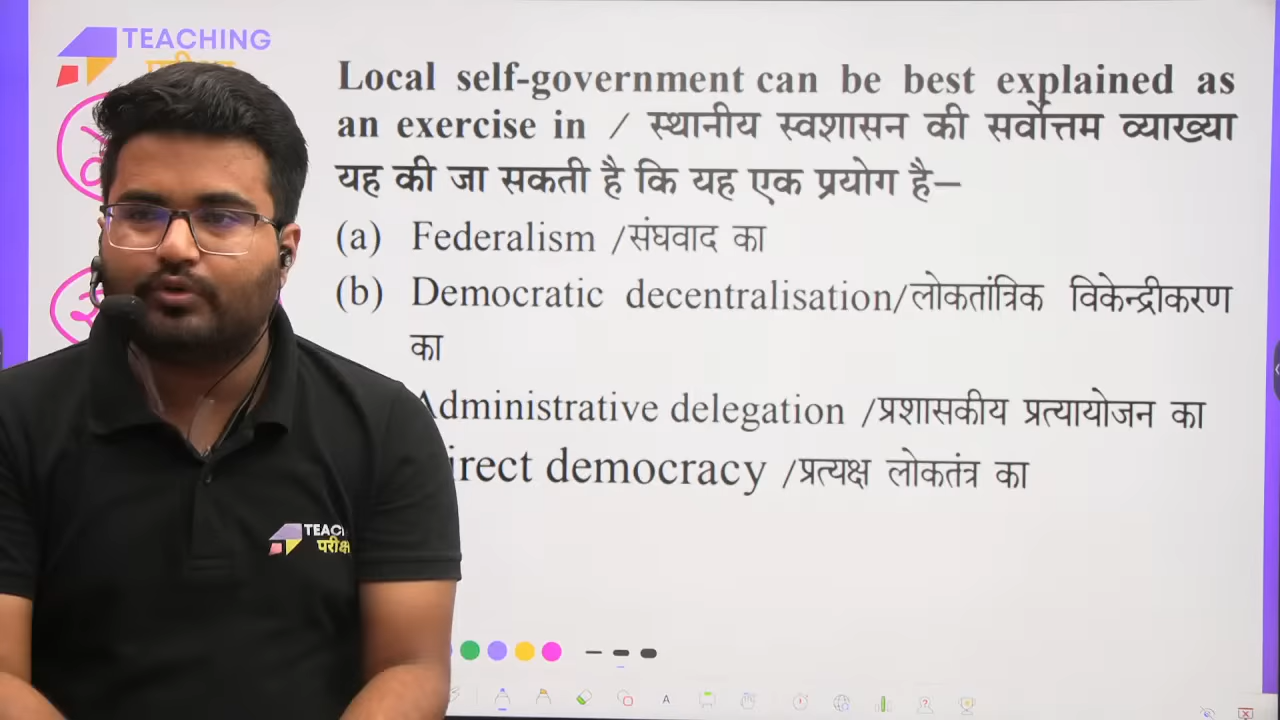 TEACHING
Local self-government can be best explained as
an exercise in / स्थानीय स्वशासन की सर्वोत्तम व्याख्या
यह की जा सकती है कि यह एक प्रयोग है–
(a) Federalism /संघवाद का
(b) Democratic decentralisation/लोकतांत्रिक विकेन्द्रीकरण
का
Administrative delegation /प्रशासकीय प्रत्यायोजन का
irect democracy /प्रत्यक्ष लोकतंत्र का
TEACHI
परीक्ष
A